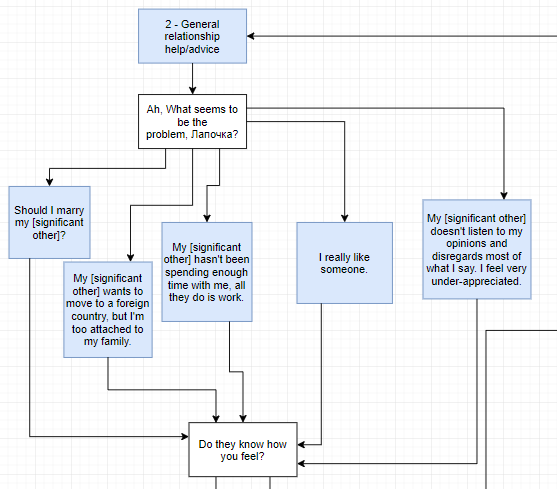 2 - General
relationship
help/advice
Ah, What seems to
be the
problem, Лапочка?
Should I marry
my [significant
other]?
My [significant
other] wants to
move to a foreign
country, but I'm
too attached to
my family.
My [significant
other] hasn't been
spending enough
time with me, all
they do is work.
I really like
someone.
My [significant other]
doesn't listen to my
opinions and
disregards most of
what I say. I feel very
under-appreciated.
Do they know how
you feel?